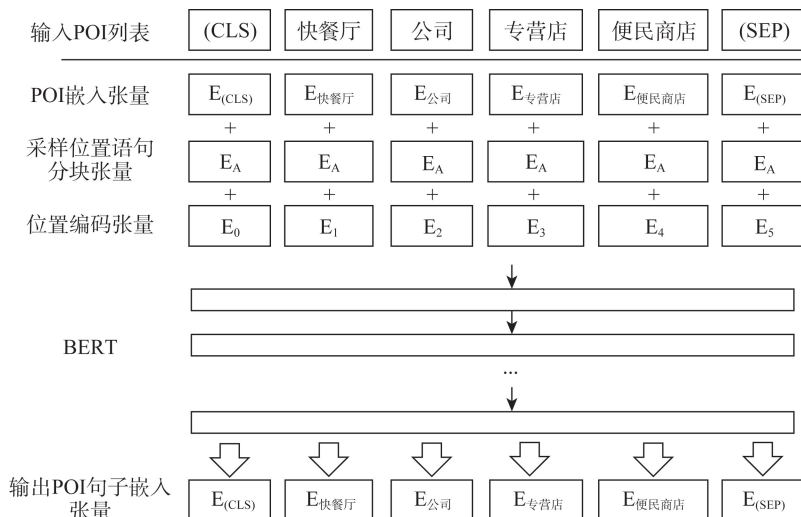 输入POI列表 (CLS) 快餐厅 公司 专营店 便民商店 (SEP)
POI嵌入张量 E(CLS) E快餐厅 E公司 E专营店 E便民商店 E(SEP)
+ + + + + +
采样位置语句
分块张量 EA EA EA EA EA EA
+ + + + + +
位置编码张量 E0 E1 E2 E3 E4 E5
BERT
...
输出POI句子嵌入
张量 E(CLS) E快餐厅 E公司 E专营店 E便民商店 E(SEP)